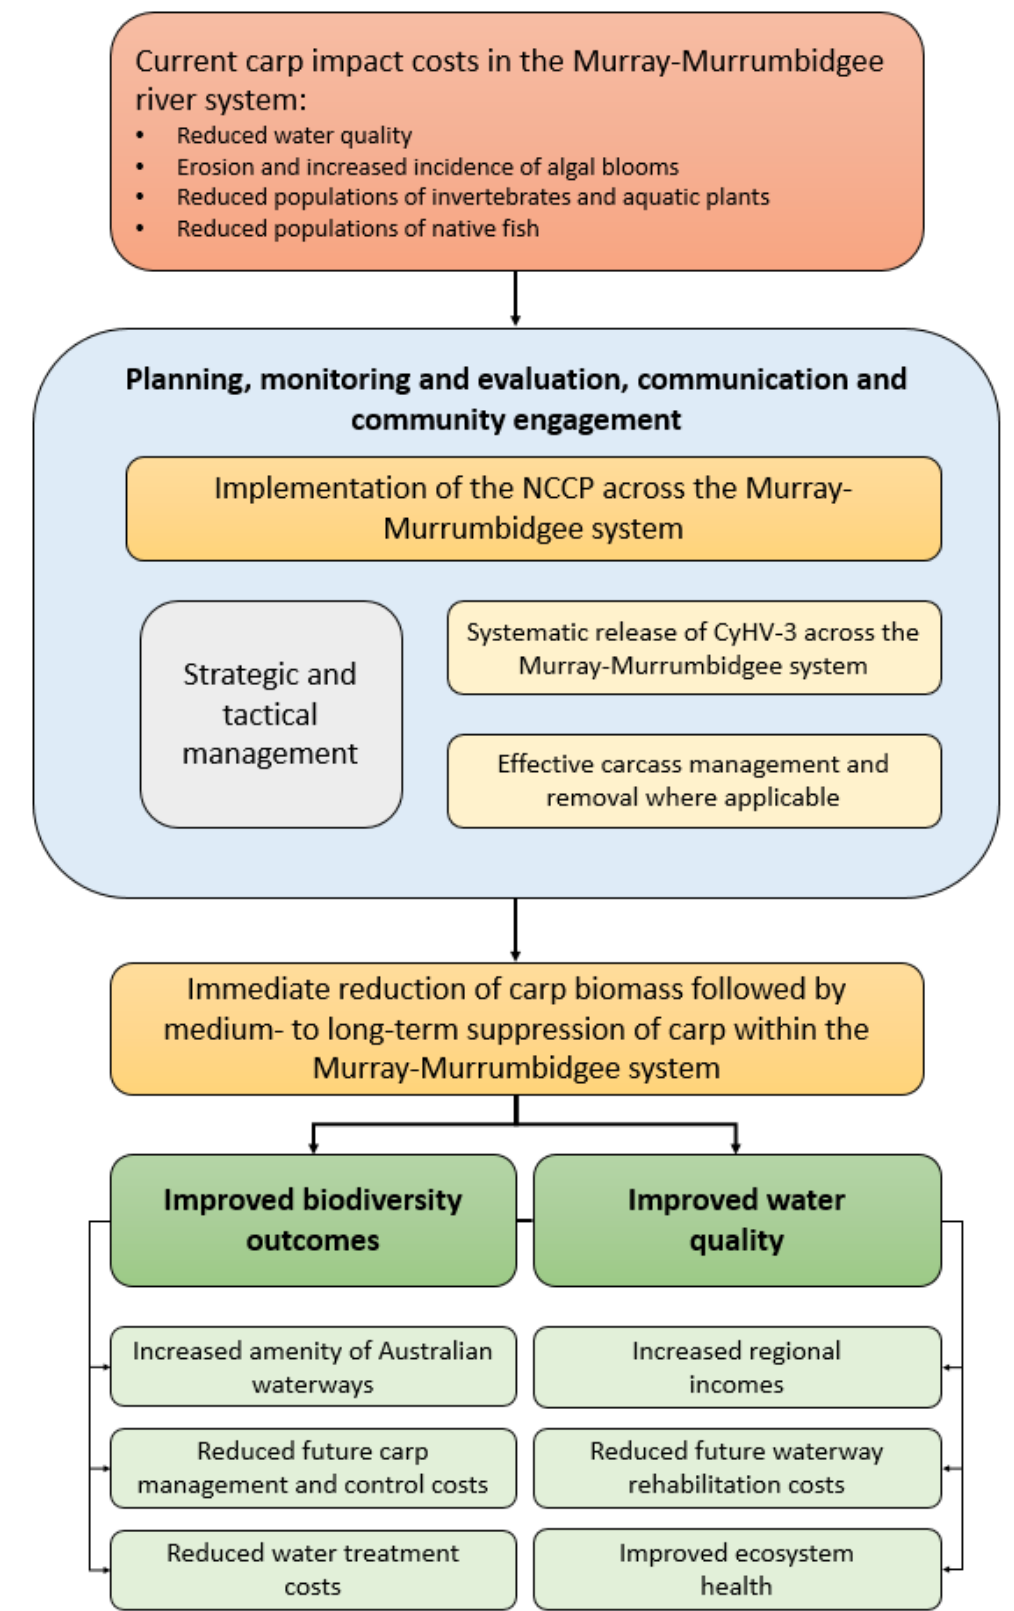 Current carp impact costs in the Murray-Murrumbidgee
river system:
• Reduced water quality
• Erosion and increased incidence of algal blooms
• Reduced populations of invertebrates and aquatic plants
• Reduced populations of native fish
Planning, monitoring and evaluation, communication and
community engagement
Implementation of the NCCP across the Murray-
Murrumbidgee system
Strategic and
tactical
management
Systematic release of CyHV-3 across the
Murray-Murrumbidgee system
Effective carcass management and
removal where applicable
Immediate reduction of carp biomass followed by
medium- to long-term suppression of carp within the
Murray-Murrumbidgee system
Improved biodiversity
outcomes
Improved water
quality
Increased amenity of Australian
waterways
Increased regional
incomes
Reduced future carp
management and control costs
Reduced future waterway
rehabilitation costs
Reduced water treatment
costs
Improved ecosystem
health